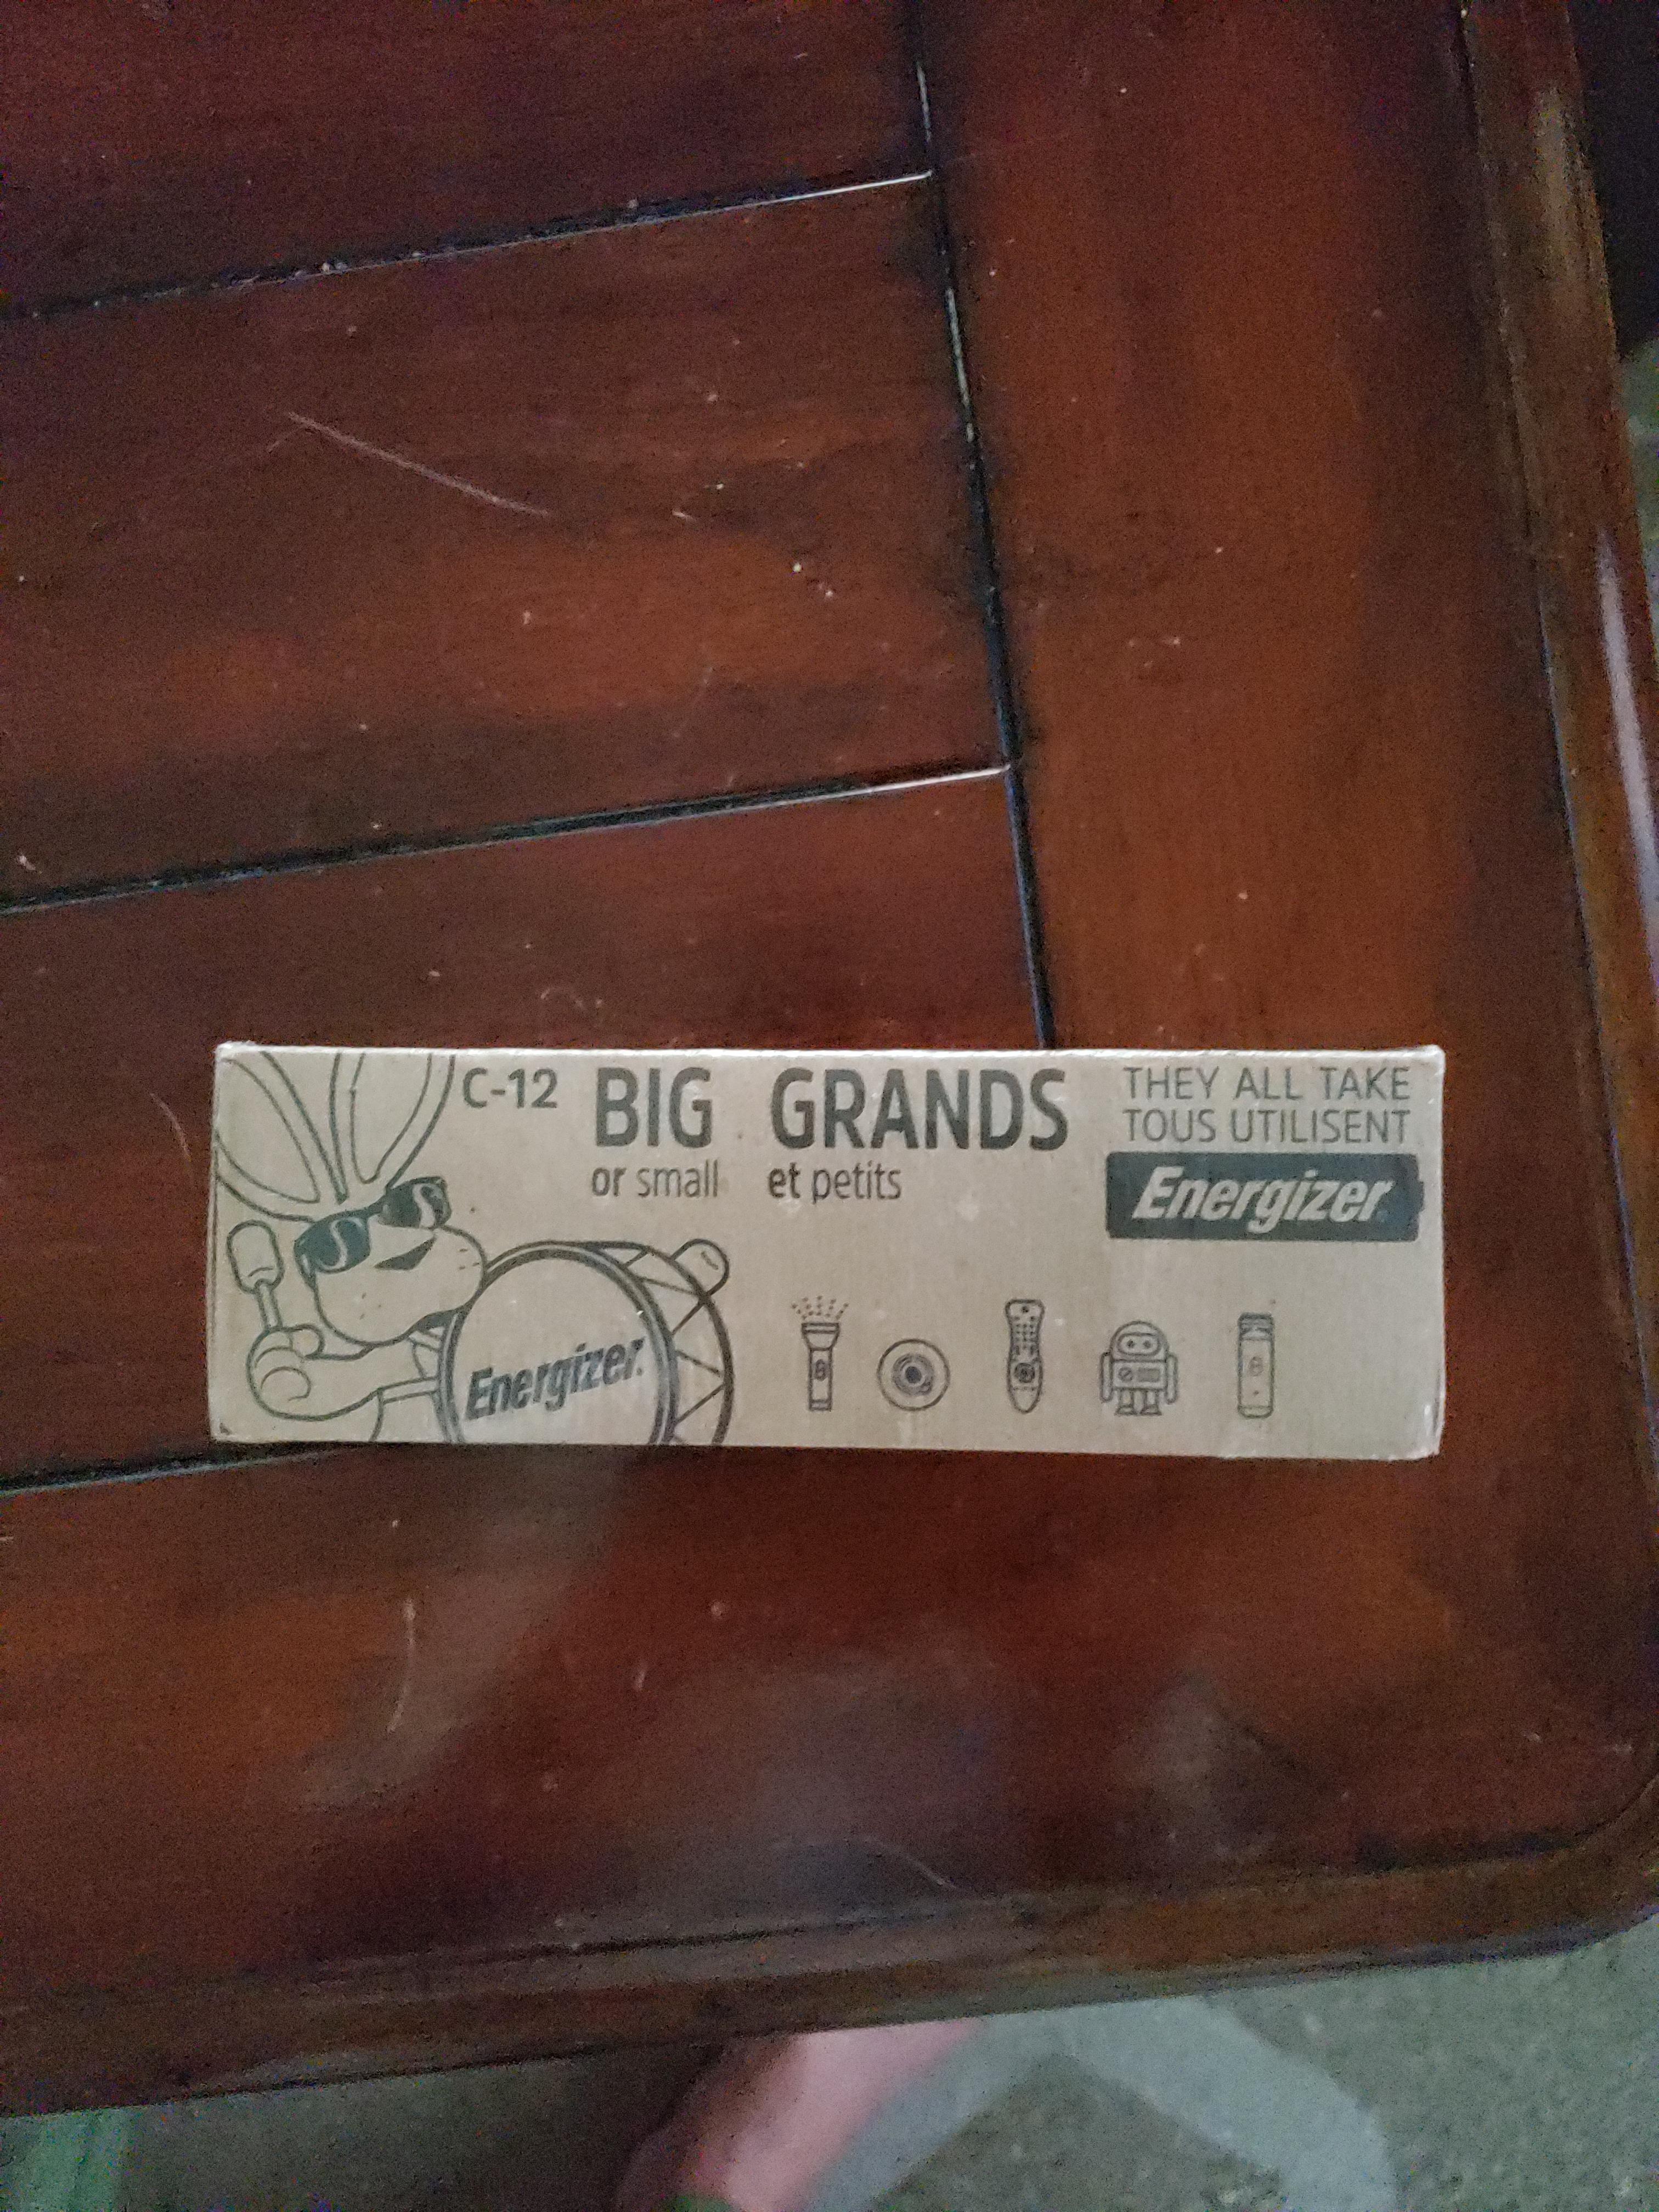 C-12
BIG
or small
GRANDS
et petits
THEY ALL TAKE
TOUS UTILISENT
Energizer
Energizer.